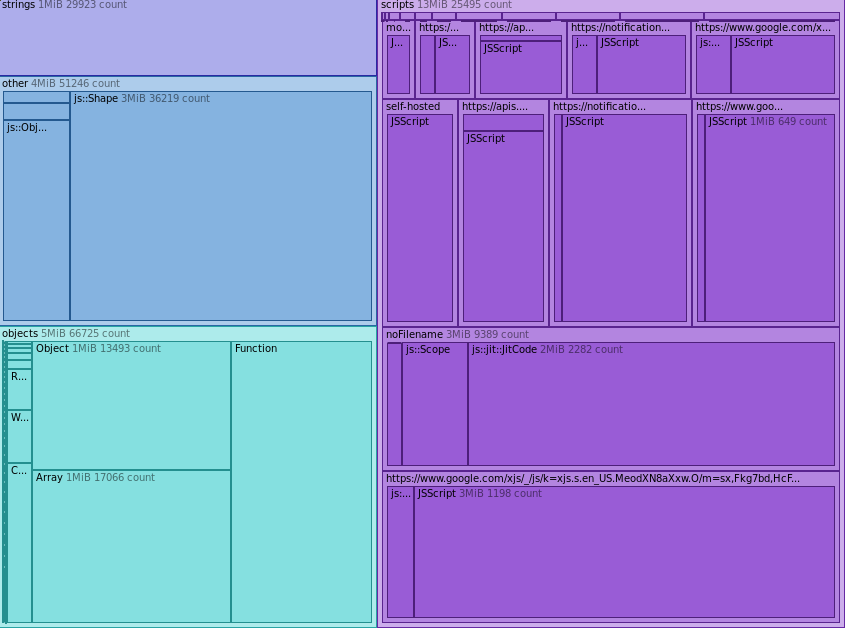 strings 1MiB 29923 count
other 4MiB 51246 count
js::Shape 3MiB 36219 count
js::Obj...
objects 5MiB 66725 count
Object 1MiB 13493 count
Function
R...
W...
C...
Array 1MiB 17066 count
scripts 13MiB 25495 count
mo...
https:/...
https://ap...
https://notification...
https://www.google.com/x...
J...
JS...
JSScript
j...
JSScript
js:...
JSScript
self-hosted
https://apis....
https://notificatio...
https://www.goo...
JSScript
JSScript
JSScript
JSScript 1MiB 649 count
noFilename 3MiB 9389 count
js::Scope
js::jit::JitCode 2MiB 2282 count
https://www.google.com/xjs/_/js/k=xjs.s.en_US.MeodXN8aXxw.O/m=sx,Fkg7bd,HcF...
js:...
JSScript 3MiB 1198 count